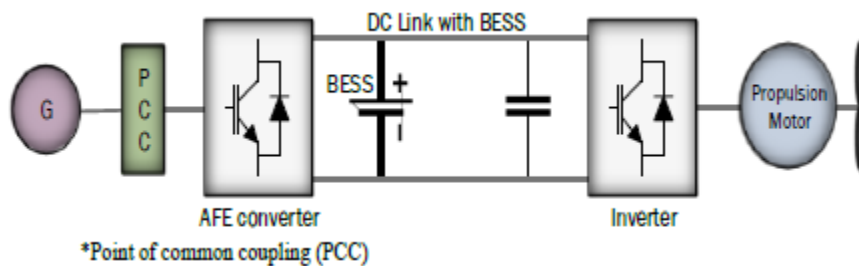 DC Link with BESS
G
P
C
C
BESS +
Propulsion
Motor
AFE converter
Inverter
*Point of common coupling (PCC)